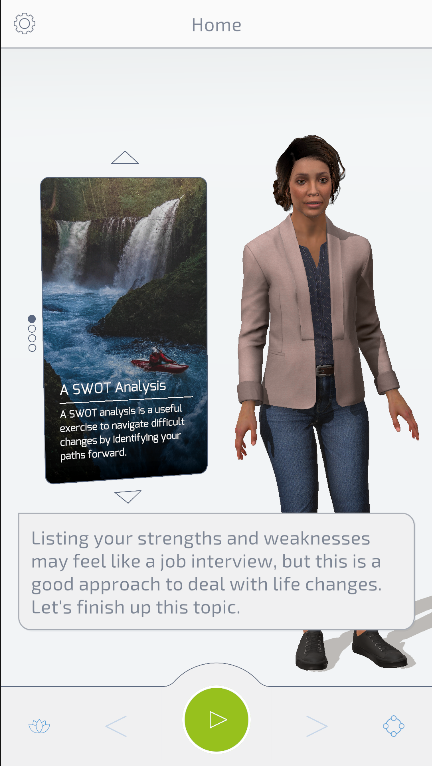 Home
A SWOT Analysis
A SWOT analysis is a useful
exercise to navigate difficult
changes by identifying your
paths forward.
Listing your strengths and weaknesses
may feel like a job interview, but this is a
good approach to deal with life changes.
Let's finish up this topic.